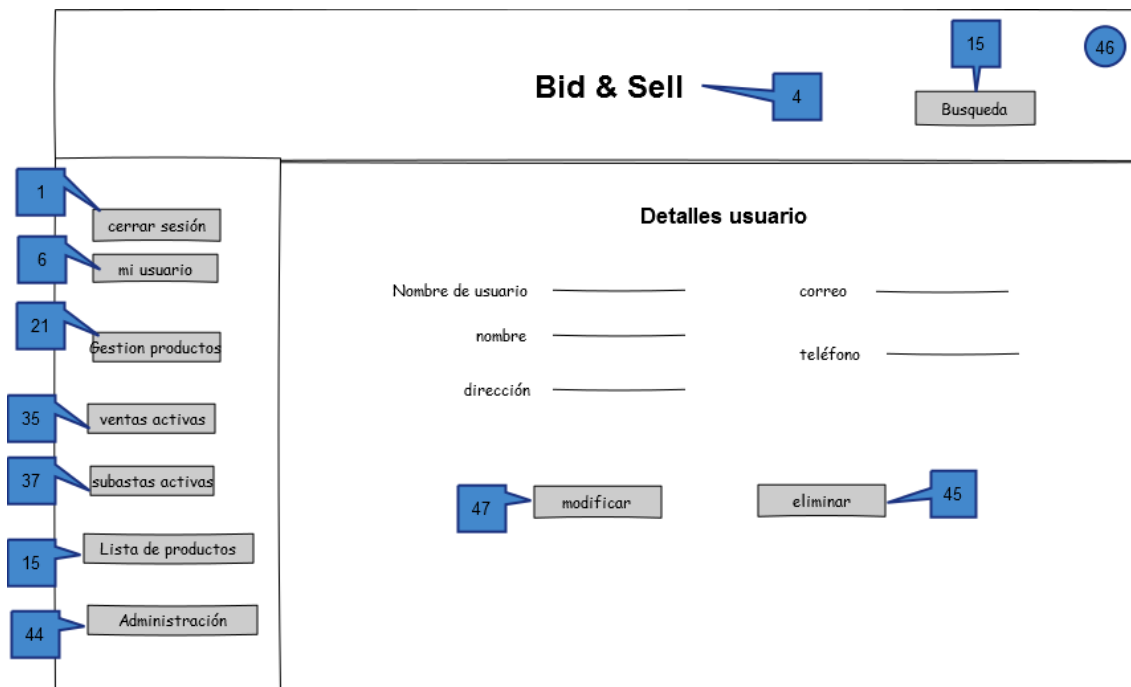 15
46
Bid & Sell
4
Busqueda
1
cerrar sesión
6
mi usuario
21
Gestion productos
35
ventas activas
37
subastas activas
15
Lista de productos
44
Administración
Detalles usuario
Nombre de usuario
correo
nombre
teléfono
dirección
47
modificar
eliminar
45